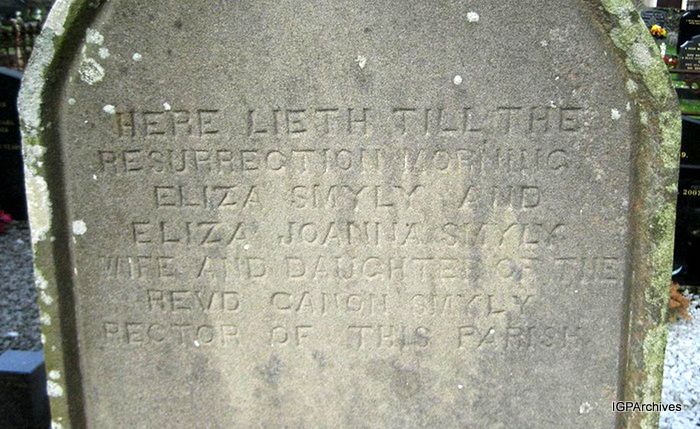 HERE LIETH TILL THE
RESURRECTION MORNING
ELIZA SMYLY AND
ELIZA JOANNA SMYLY
WIFE AND DAUGHTER OF THE
REVD CANON SMYLY
RECTOR OF THIS PARISH
IGPArchives